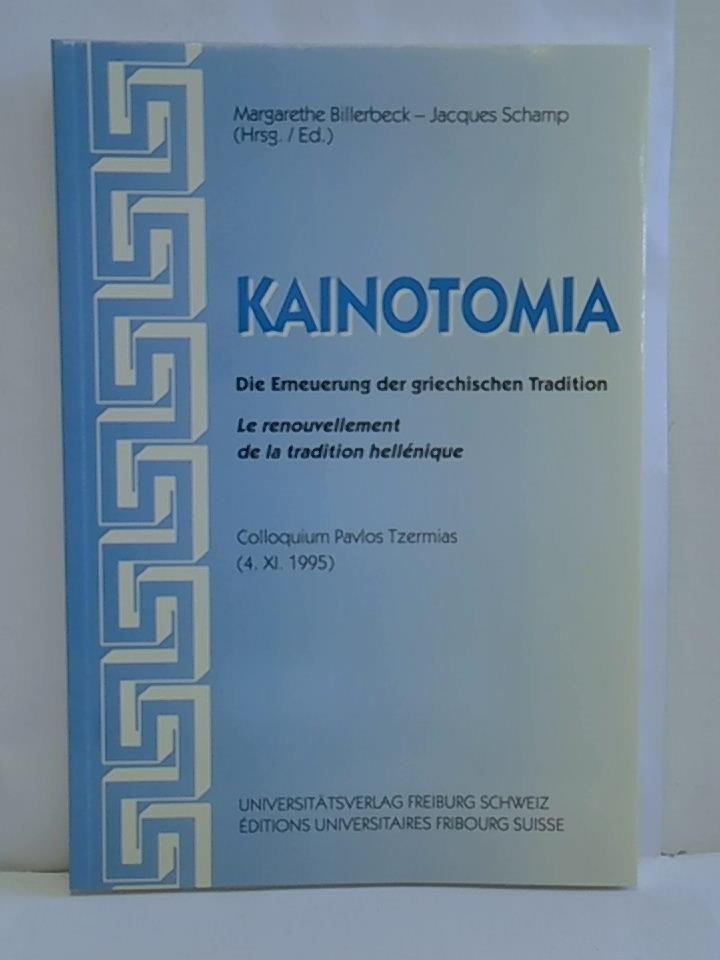 Margarethe Billerbeck – Jacques Schamp
(Hrsg. / Ed.)
KAINOTOMIA
Die Erneuerung der griechischen Tradition
Le renouvellement
de la tradition hellénique
Colloquium Pavlos Tzermias
(4. XI. 1995)
UNIVERSITÄTSVERLAG FREIBURG SCHWEIZ
ÉDITIONS UNIVERSITAIRES FRIBOURG SUISSE